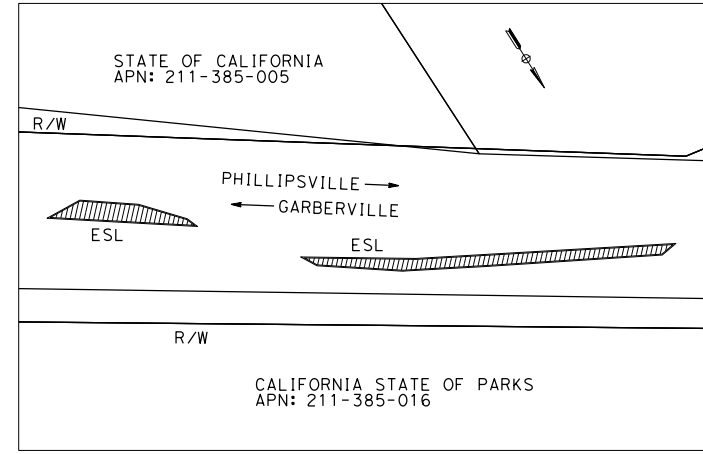 STATE OF CALIFORNIA
APN: 211-385-005
R/W
PHILLIPSVILLE
GARBERVILLE
ESL
ESL
R/W
CALIFORNIA STATE OF PARKS
APN: 211-385-016